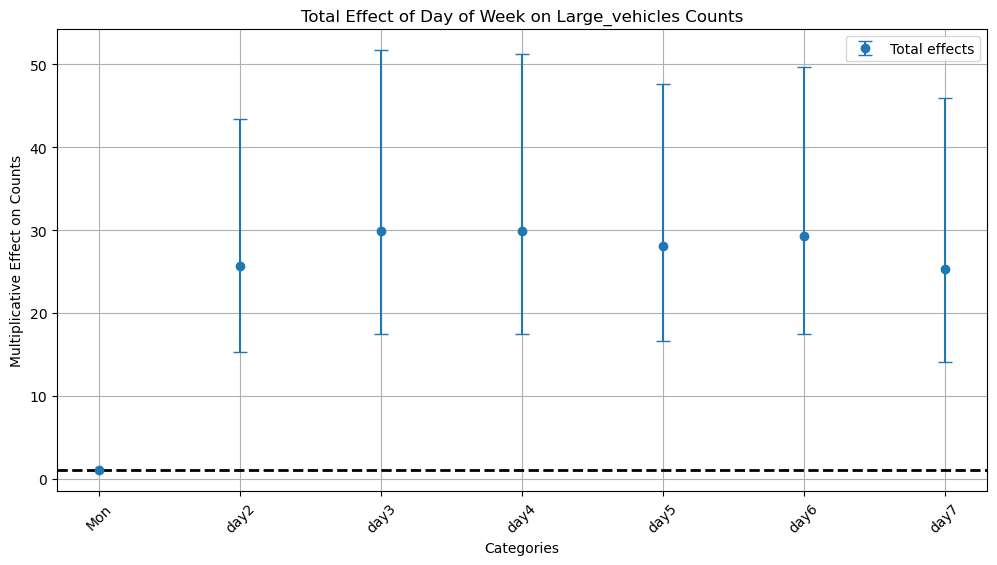 Total Effect of Day of Week on Large_vehicles Counts
Total effects
Multiplicative Effect on Counts
50
40
30
20
10
0
Mon
day2
day3
day4
day5
day6
day7
Categories